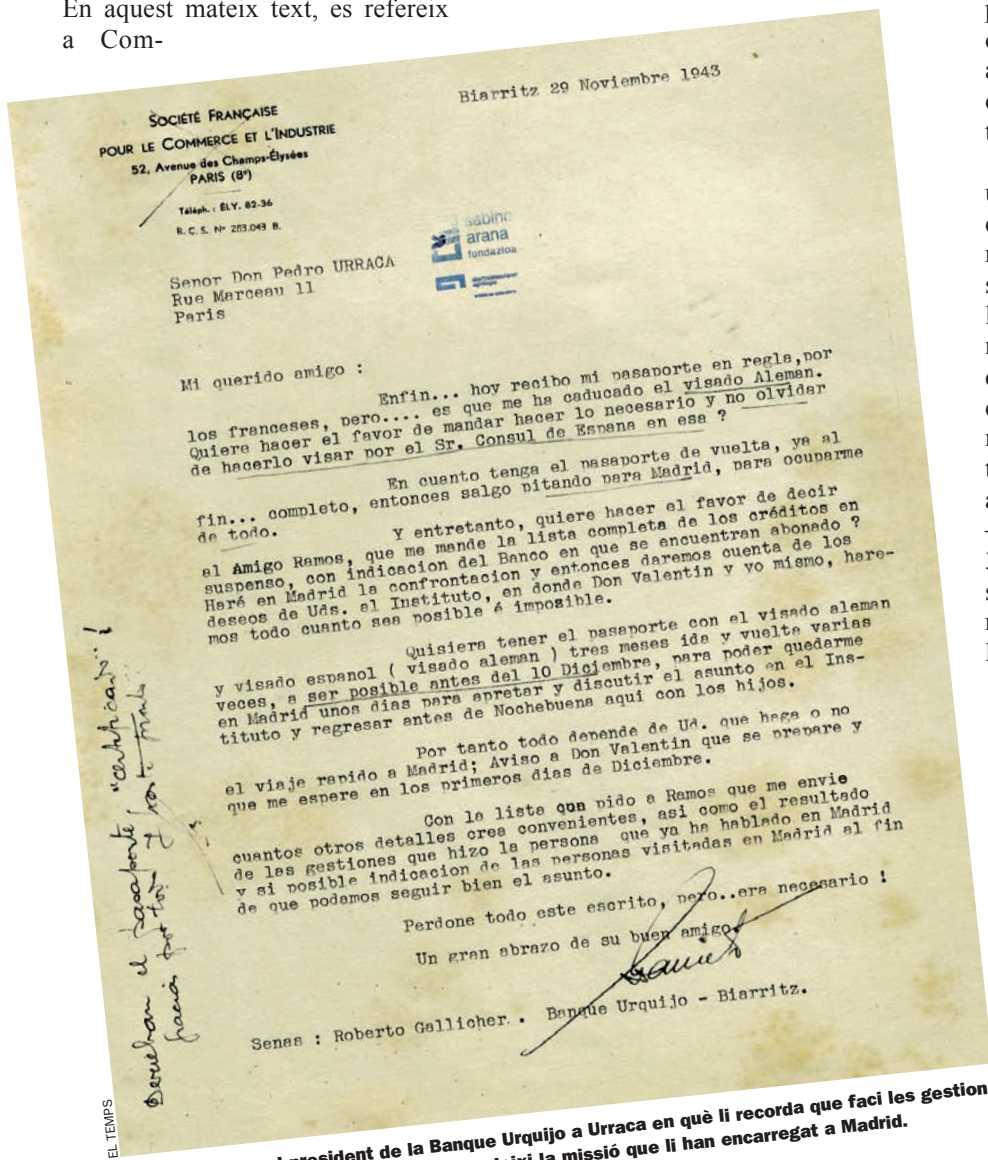 En aquest mateix text, es refereix
a Com-
SOCIÉTÉ FRANÇAISE
POUR LE COMMERCE ET L'INDUSTRIE
52, Avenue des Champs-Élysées
PARIS (8e)
Téléph. : ÉLY. 82-36
R. C. S. Nº 283.043 B.
Biarritz 29 Noviembre 1943
sabino
arana
fundazioa
Senor Don Pedro URRACA
Rue Marceau 11
Paris
Mi querido amigo :
Enfin... hoy recibo mi pasaporte en regla,por
los franceses, pero.... es que me ha caducado el visado Aleman.
Quiere hacer el favor de mandar hacer lo necesario y no olvidar
de hacerlo visar por el Sr. Consul de Espana en esa ?
En cuanto tenga el pasaporte de vuelta, ya al
fin... completo, entonces salgo pitando para Madrid, para ocuparme
de todo.
Y entretanto, quiere hacer el favor de decir
al Amigo Ramos, que me mande la lista completa de los créditos en
suspenso, con indicacion del Banco en que se encuentran abonado ?
Haré en Madrid la confrontacion y entonces daremos cuenta de los
deseos de Uds. al Instituto, en donde Don Valentin y yo mismo, hare-
mos todo cuanto sea posible é imposible.
Quisiera tener el pasaporte con el visado aleman
y visado espanol ( visado aleman ) tres meses ida y vuelta varias
veces, a ser posible antes del 10 Diciembre, para poder quedarme
en Madrid unos dias para apretar y discutir el asunto en el Ins-
tituto y regresar antes de Nochebuena aqui con los hijos.
Por tanto todo depende de Ud. que haga o no
el viaje rapido a Madrid; Aviso a Don Valentin que se prepare y
que me espere en los primeros dias de Diciembre.
Con la lista que pido a Ramos que me envie
cuantos otros detalles crea convenientes, asi como el resultado
de las gestiones que hizo la persona que ya ha hablado en Madrid
y si posible indicacion de las personas visitadas en Madrid al fin
de que podamos seguir bien el asunto.
Perdone todo este escrito, pero..era necesario !
Un gran abrazo de su buen amigo.
Senas : Roberto Gallicher. . Banque Urquijo - Biarritz.
el pasaporte "certificado"!
gracias por todo y
EL TEMPS
president de la Banque Urquijo a Urraca en què li recorda que faci les gestion
la missió que li han encarregat a Madrid.